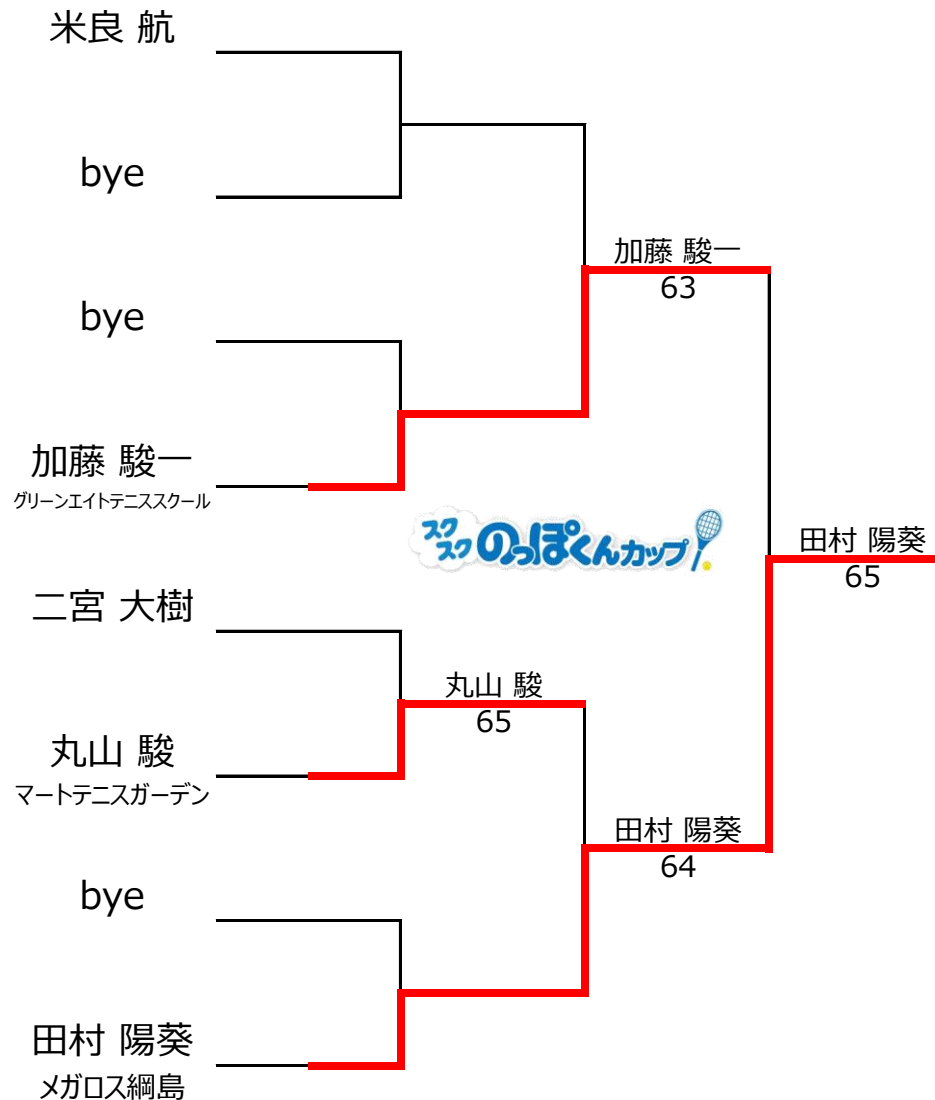 米良 航
bye
bye
加藤 駿一
グリーンエイトテニススクール
二宮 大樹
丸山 駿
マートテニスガーデン
bye
田村 陽葵
メガロス綱島
丸山 駿
65
加藤 駿一
63
田村 陽葵
64
田村 陽葵
65
スクスクのっぽくんカップ